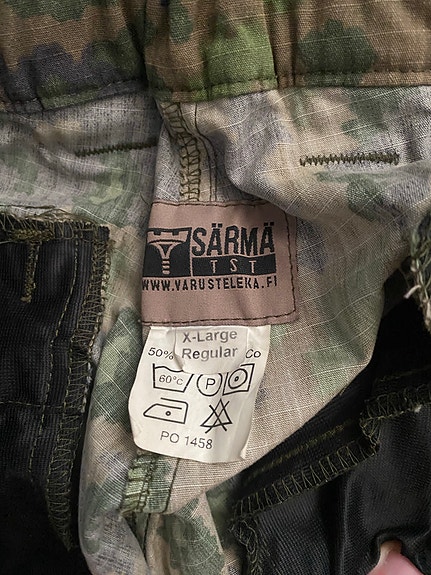 SÄRMÄ
TST
WWW.VARUSTELEKA.FI
X-Large
50% Regular Co
60°C P
PO 1458